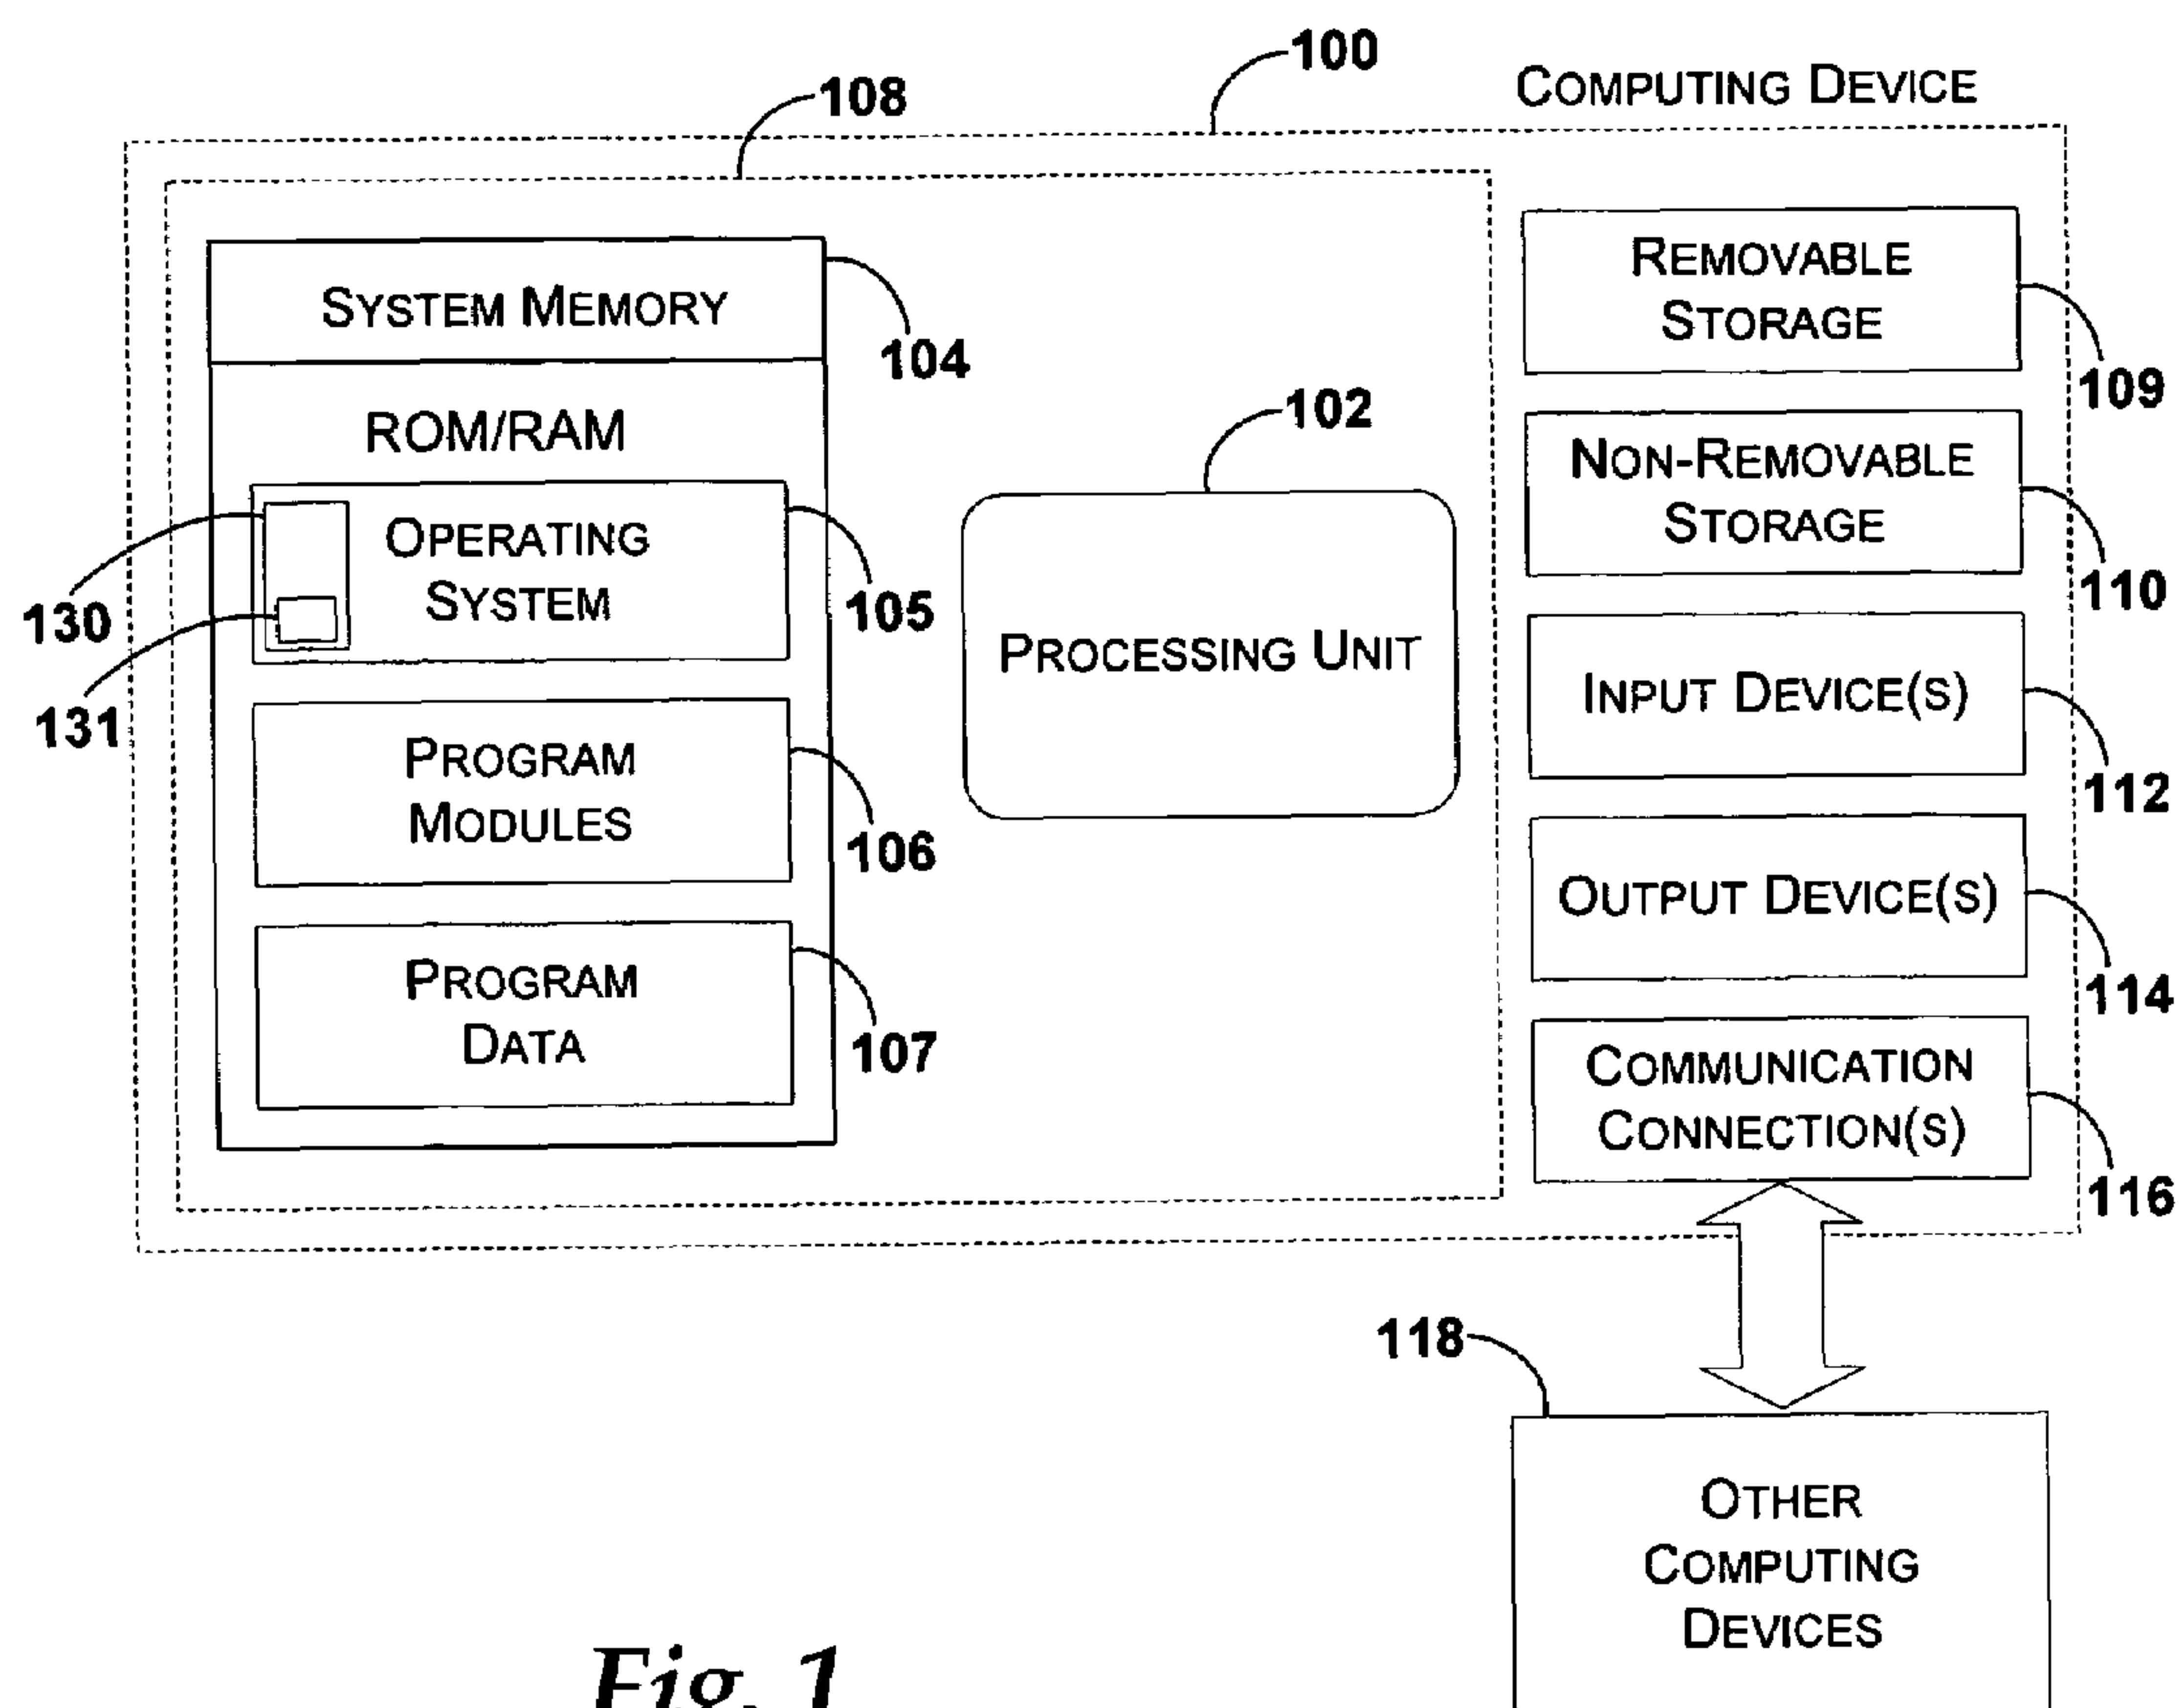 100
COMPUTING DEVICE
108
SYSTEM MEMORY
104
ROM/RAM
OPERATING
SYSTEM
105
130
131
PROGRAM
MODULES
106
PROGRAM
DATA
107
102
PROCESSING UNIT
REMOVABLE
STORAGE
109
NON-REMOVABLE
STORAGE
110
INPUT DEVICE(S)
112
OUTPUT DEVICE(S)
114
COMMUNICATION
CONNECTION(S)
116
118
OTHER
COMPUTING
DEVICES
Fig. 1